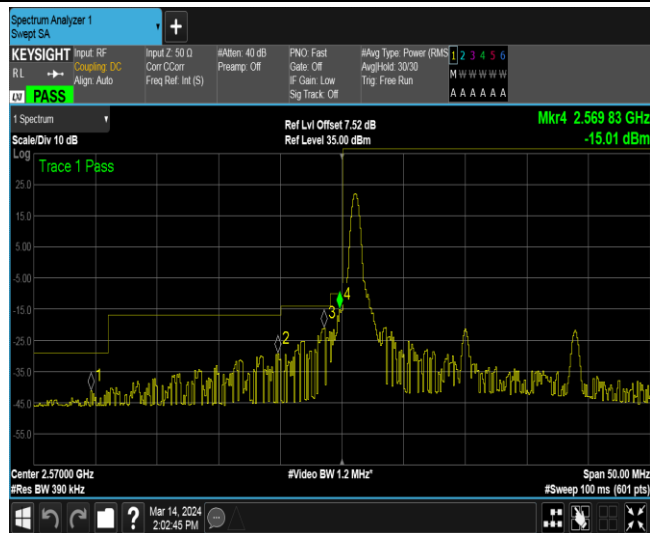 Spectrum Analyzer 1
Swept SA
+
KEYSIGHT Input: RF Input Z: 50 Ω #Atten: 40 dB PNO: Fast #Avg Type: Power (RMS 1 2 3 4 5 6
RL Coupling: DC Corr CCorr Preamp: Off Gate: Off Avg|Hold: 30/30 M W W W W W
Align: Auto Freq Ref: Int (S) IF Gain: Low Trig: Free Run
PASS Sig Track: Off A A A A A A
1 Spectrum Ref Lvl Offset 7.52 dB Mkr4 2.569 83 GHz
Scale/Div 10 dB Ref Level 35.00 dBm -15.01 dBm
Log
Trace 1 Pass
25.0
15.0
5.00
-5.00
-15.0
4
3
-25.0
2
-35.0
1
-45.0
-55.0
Center 2.57000 GHz #Video BW 1.2 MHz* Span 50.00 MHz
#Res BW 390 kHz #Sweep 100 ms (601 pts)
? Mar 14, 2024
2:02:45 PM